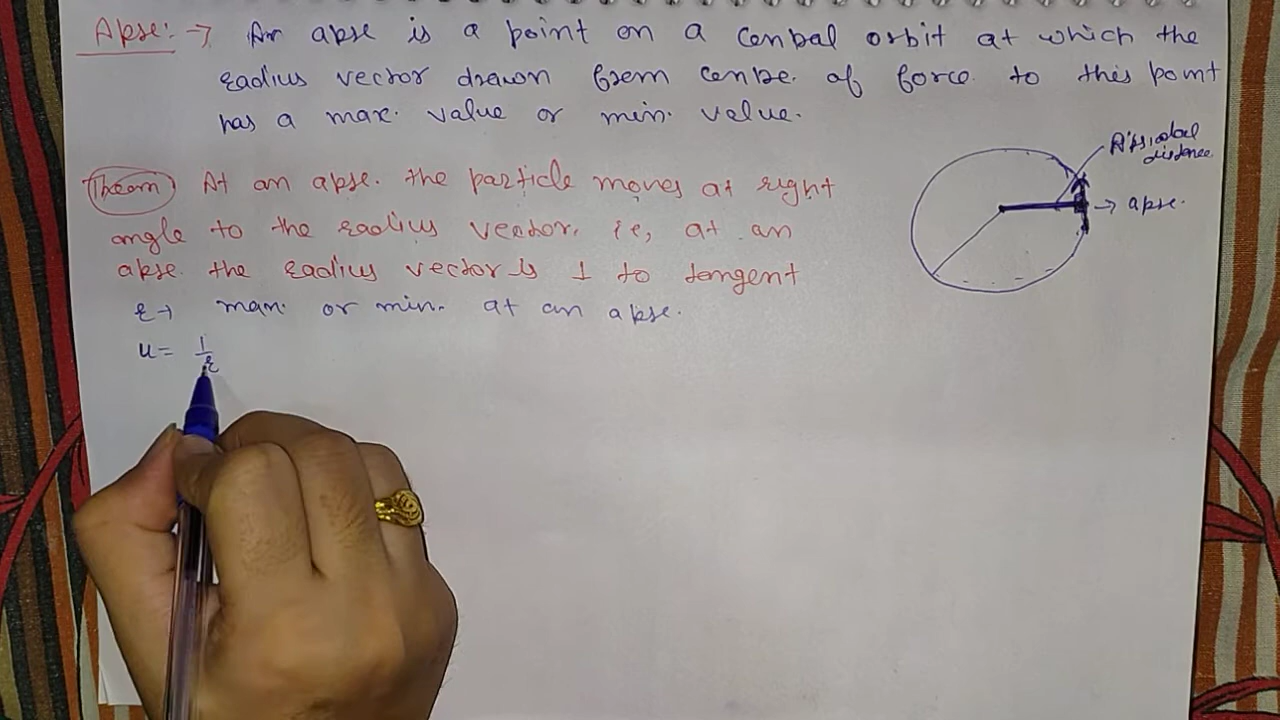 Apse: → An apse is a point on a central orbit at which the
radius vector drawn from centre of force to this point
has a max. value or min. value.
Apsidal
distance
→ apse.
Theorem At an apse. the particle moves at right
angle to the radius vector, ie, at an
apse the radius vector is ⊥ to tangent
r → max. or min. at an apse.
u = 1/r